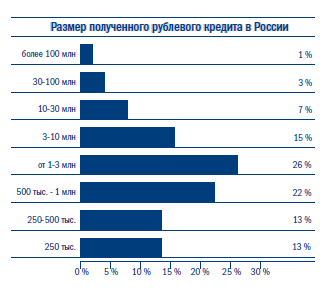 Размер полученного рублевого кредита в России
более 100 млн 1 %
30-100 млн 3 %
10-30 млн 7 %
3-10 млн 15 %
от 1-3 млн 26 %
500 тыс. - 1 млн 22 %
250-500 тыс. 13 %
250 тыс. 13 %
0 % 5 % 10 % 15 % 20 % 25 % 30 %